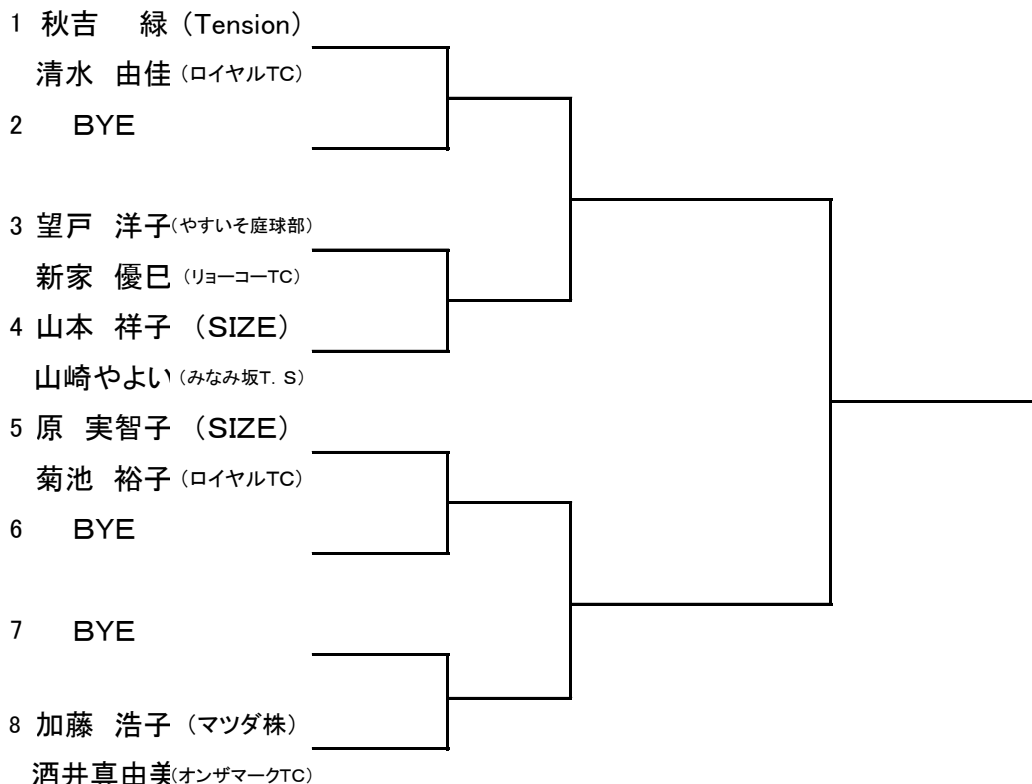 1 秋吉　緑 (Tension)
清水　由佳 (ロイヤルTC)
2 BYE
3 望戸　洋子(やすいそ庭球部)
新家　優巳 (リョーコーTC)
4 山本　祥子 (SIZE)
山崎やよい (みなみ坂T. S)
5 原　実智子 (SIZE)
菊池　裕子 (ロイヤルTC)
6 BYE
7 BYE
8 加藤　浩子 (マツダ株)
酒井真由美(オンザマークTC)